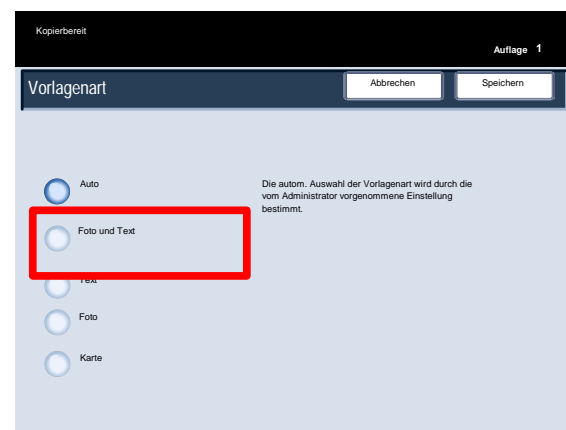 Kopierbereit
Auflage 1
Vorlagenart
Abbrechen
Speichern
Auto
Die autom. Auswahl der Vorlagenart wird durch die
vom Administrator vorgenommene Einstellung
bestimmt.
Foto und Text
Text
Foto
Karte